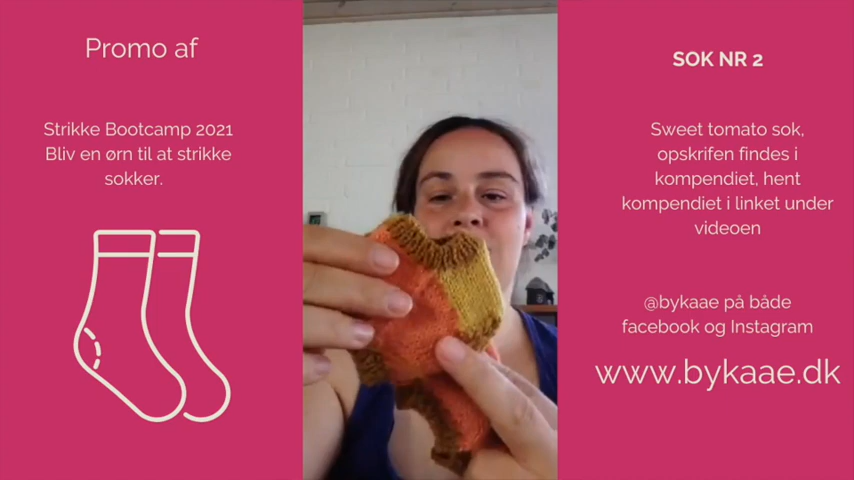 Promo af
Strikke Bootcamp 2021
Bliv en ørn til at strikke
sokker.
SOK NR 2
Sweet tomato sok,
opskrifen findes i
kompendiet, hent
kompendiet i linket under
videoen
@bykaae på både
facebook og Instagram
www.bykaae.dk